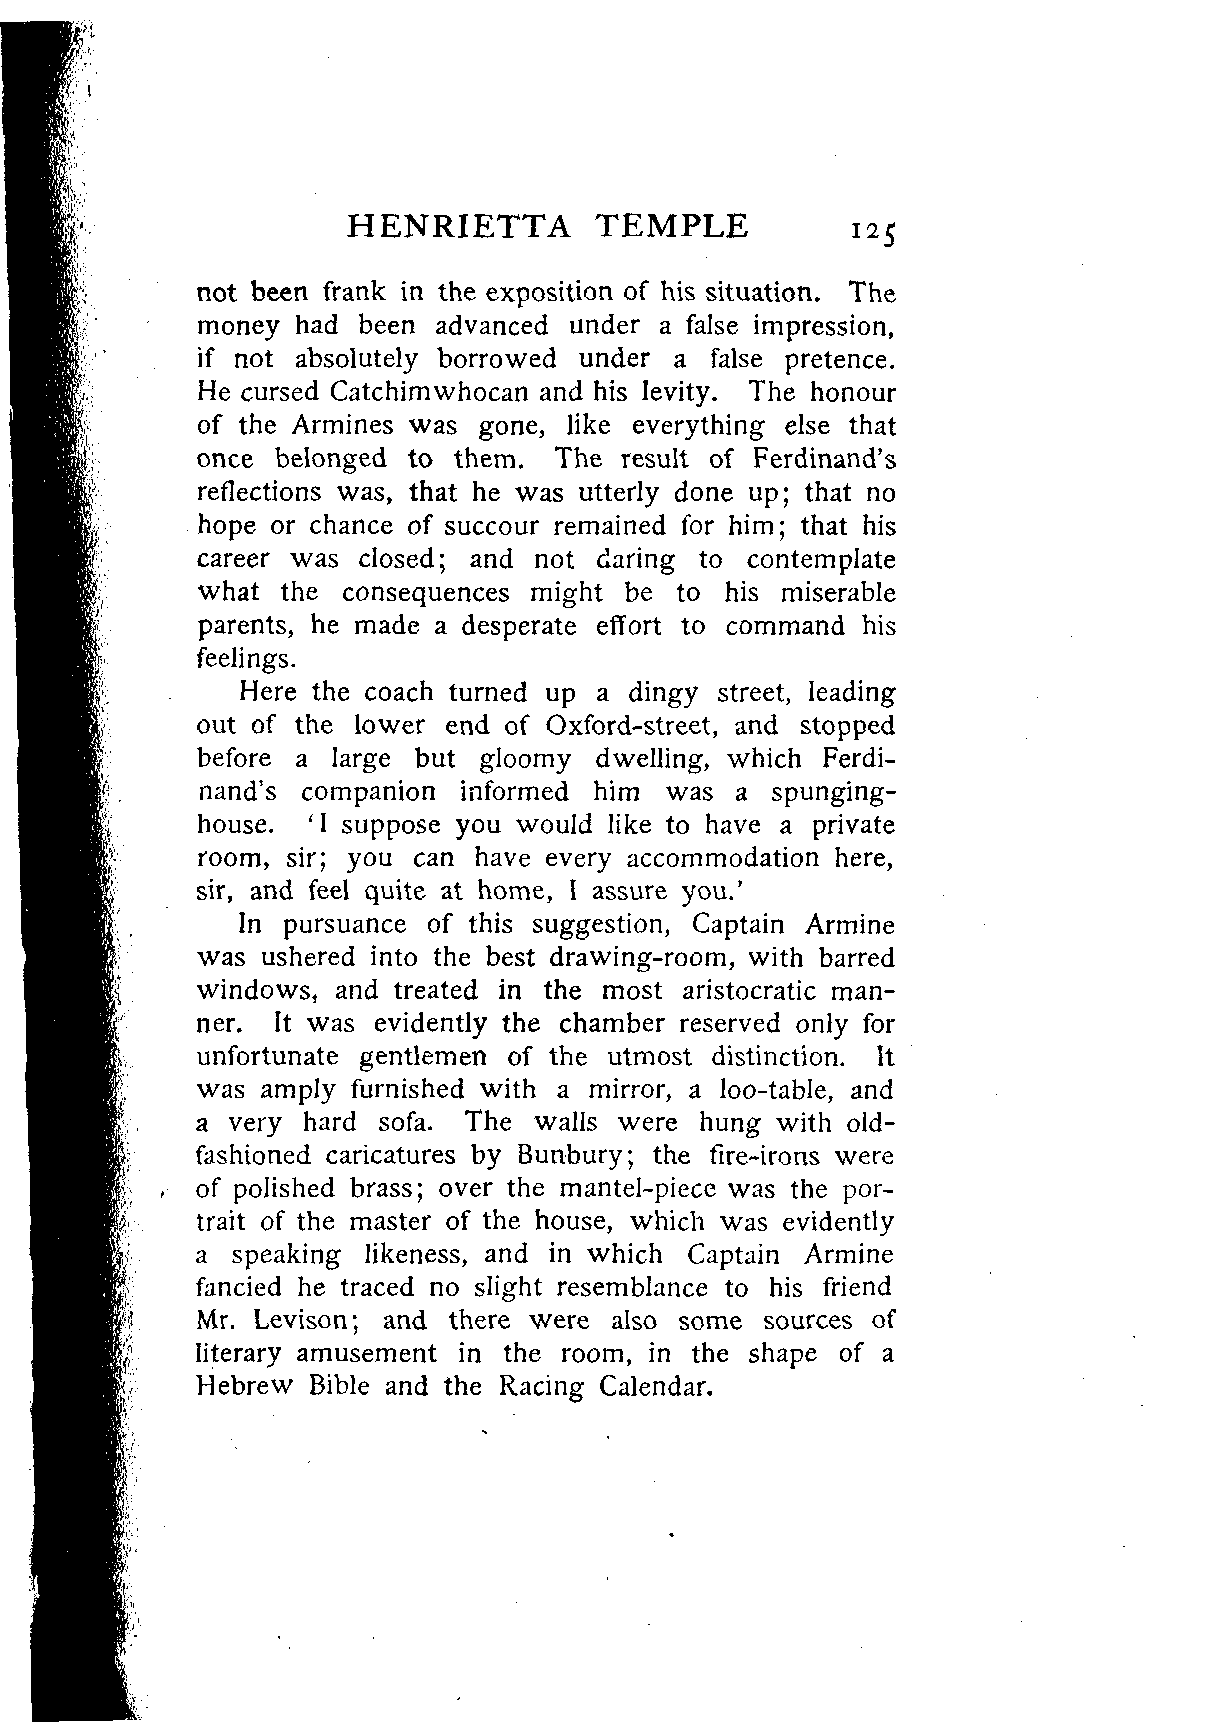 HENRIETTA TEMPLE 125
not been frank in the exposition of his situation. The
money had been advanced under a false impression,
if not absolutely borrowed under a false pretence.
He cursed Catchimwhocan and his levity. The honour
of the Armines was gone, like everything else that
once belonged to them. The result of Ferdinand's
reflections was, that he was utterly done up; that no
hope or chance of succour remained for him; that his
career was closed; and not daring to contemplate
what the consequences might be to his miserable
parents, he made a desperate effort to command his
feelings.
Here the coach turned up a dingy street, leading
out of the lower end of Oxford-street, and stopped
before a large but gloomy dwelling, which Ferdi-
nand's companion informed him was a spunging-
house. 'I suppose you would like to have a private
room, sir; you can have every accommodation here,
sir, and feel quite at home, I assure you.'
In pursuance of this suggestion, Captain Armine
was ushered into the best drawing-room, with barred
windows, and treated in the most aristocratic man-
ner. It was evidently the chamber reserved only for
unfortunate gentlemen of the utmost distinction. It
was amply furnished with a mirror, a loo-table, and
a very hard sofa. The walls were hung with old-
fashioned caricatures by Bunbury; the fire-irons were
of polished brass; over the mantel-piece was the por-
trait of the master of the house, which was evidently
a speaking likeness, and in which Captain Armine
fancied he traced no slight resemblance to his friend
Mr. Levison; and there were also some sources of
literary amusement in the room, in the shape of a
Hebrew Bible and the Racing Calendar.